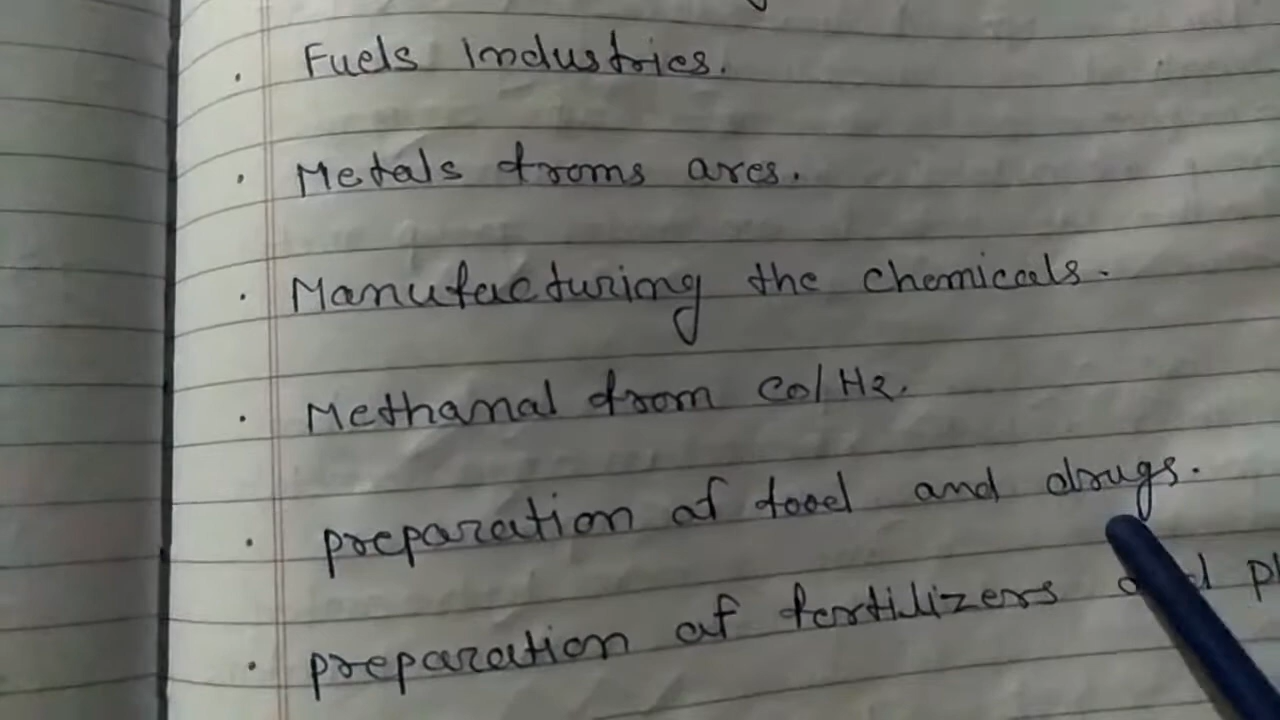 . Fuels Industries.
. Metals froms ares.
. Manufacturing the chemicals.
. Methanal from CO/H2.
. preparation of food and drugs.
. preparation of fertilizers